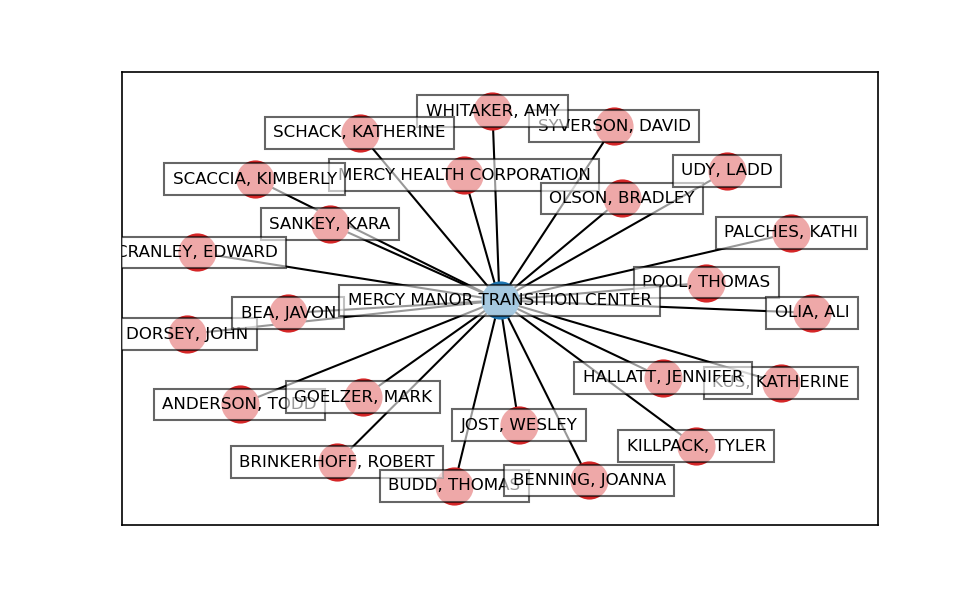 WHITAKER, AMY
SYVERSON, DAVID
SCHACK, KATHERINE
UDY, LADD
MERCY HEALTH CORPORATION
SCACCIA, KIMBERLY
OLSON, BRADLEY
SANKEY, KARA
PALCHES, KATHI
CRANLEY, EDWARD
POOL, THOMAS
MERCY MANOR TRANSITION CENTER
BEA, JAVON
OLIA, ALI
DORSEY, JOHN
HALLATT, JENNIFER
KUS, KATHERINE
GOELZER, MARK
ANDERSON, TODD
JOST, WESLEY
KILLPACK, TYLER
BRINKERHOFF, ROBERT
BENNING, JOANNA
BUDD, THOMAS